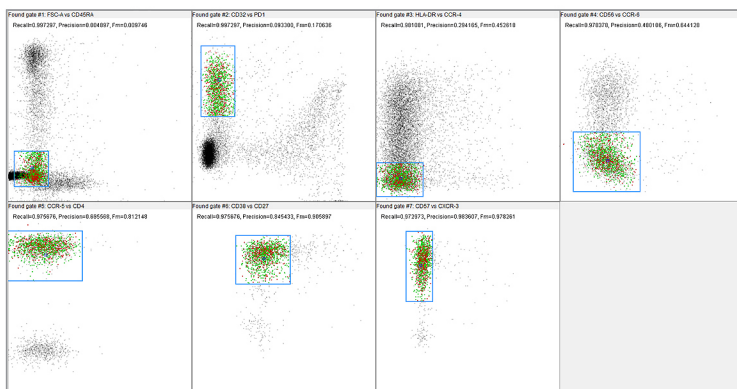 Found gate #1: FSC-A vs CD45RA
Recall=0.997297, Precision=0.004897, Fm=0.009746
Found gate #2: CD32 vs PD1
Recall=0.997297, Precision=0.093300, Fm=0.170636
Found gate #3: HLA-DR vs CCR-4
Recall=0.981081, Precision=0.294165, Fm=0.452618
Found gate #4: CD56 vs CCR-6
Recall=0.978378, Precision=0.480106, Fm=0.644128
Found gate #5: CCR-5 vs CD4
Recall=0.975676, Precision=0.695568, Fm=0.812148
Found gate #6: CD38 vs CD27
Recall=0.975676, Precision=0.845433, Fm=0.905897
Found gate #7: CD57 vs CXCR-3
Recall=0.972973, Precision=0.983607, Fm=0.978261